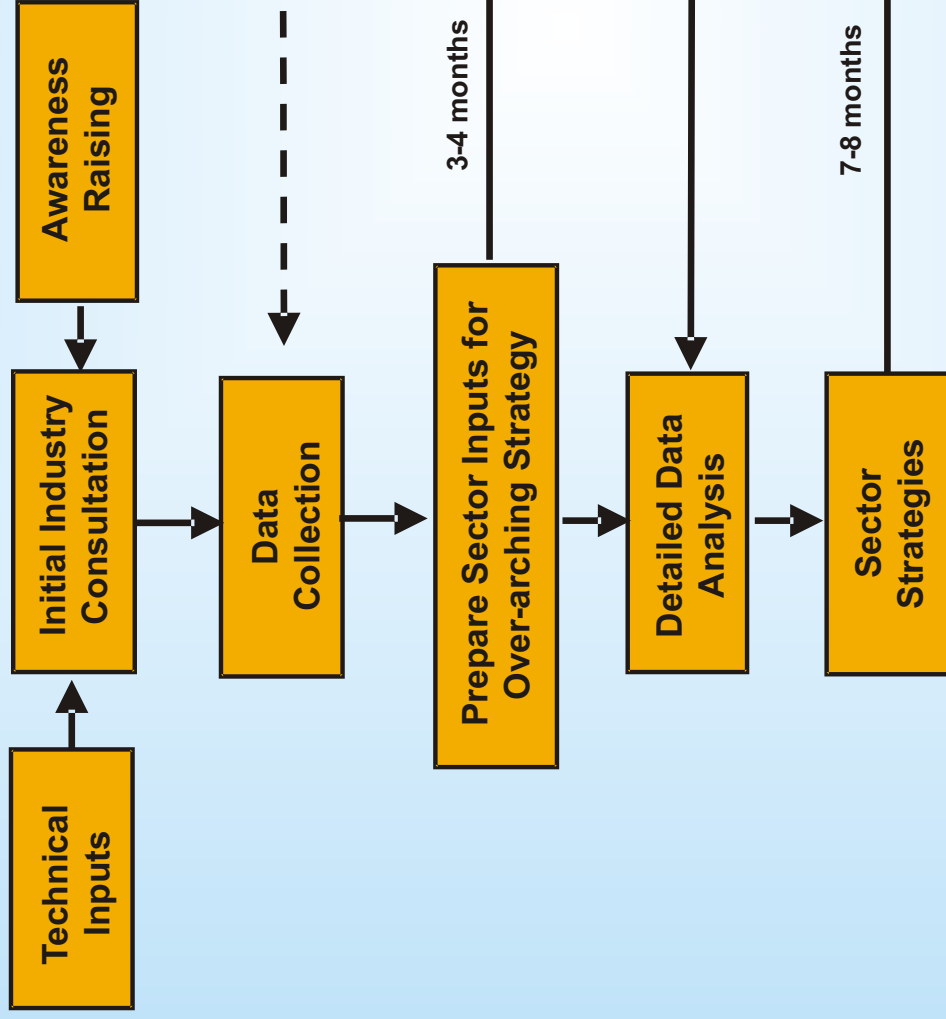 Technical
Inputs
Initial Industry
Consultation
Awareness
Raising
Data
Collection
Prepare Sector Inputs for
Over-arching Strategy
3-4 months
Detailed Data
Analysis
Sector
Strategies
7-8 months